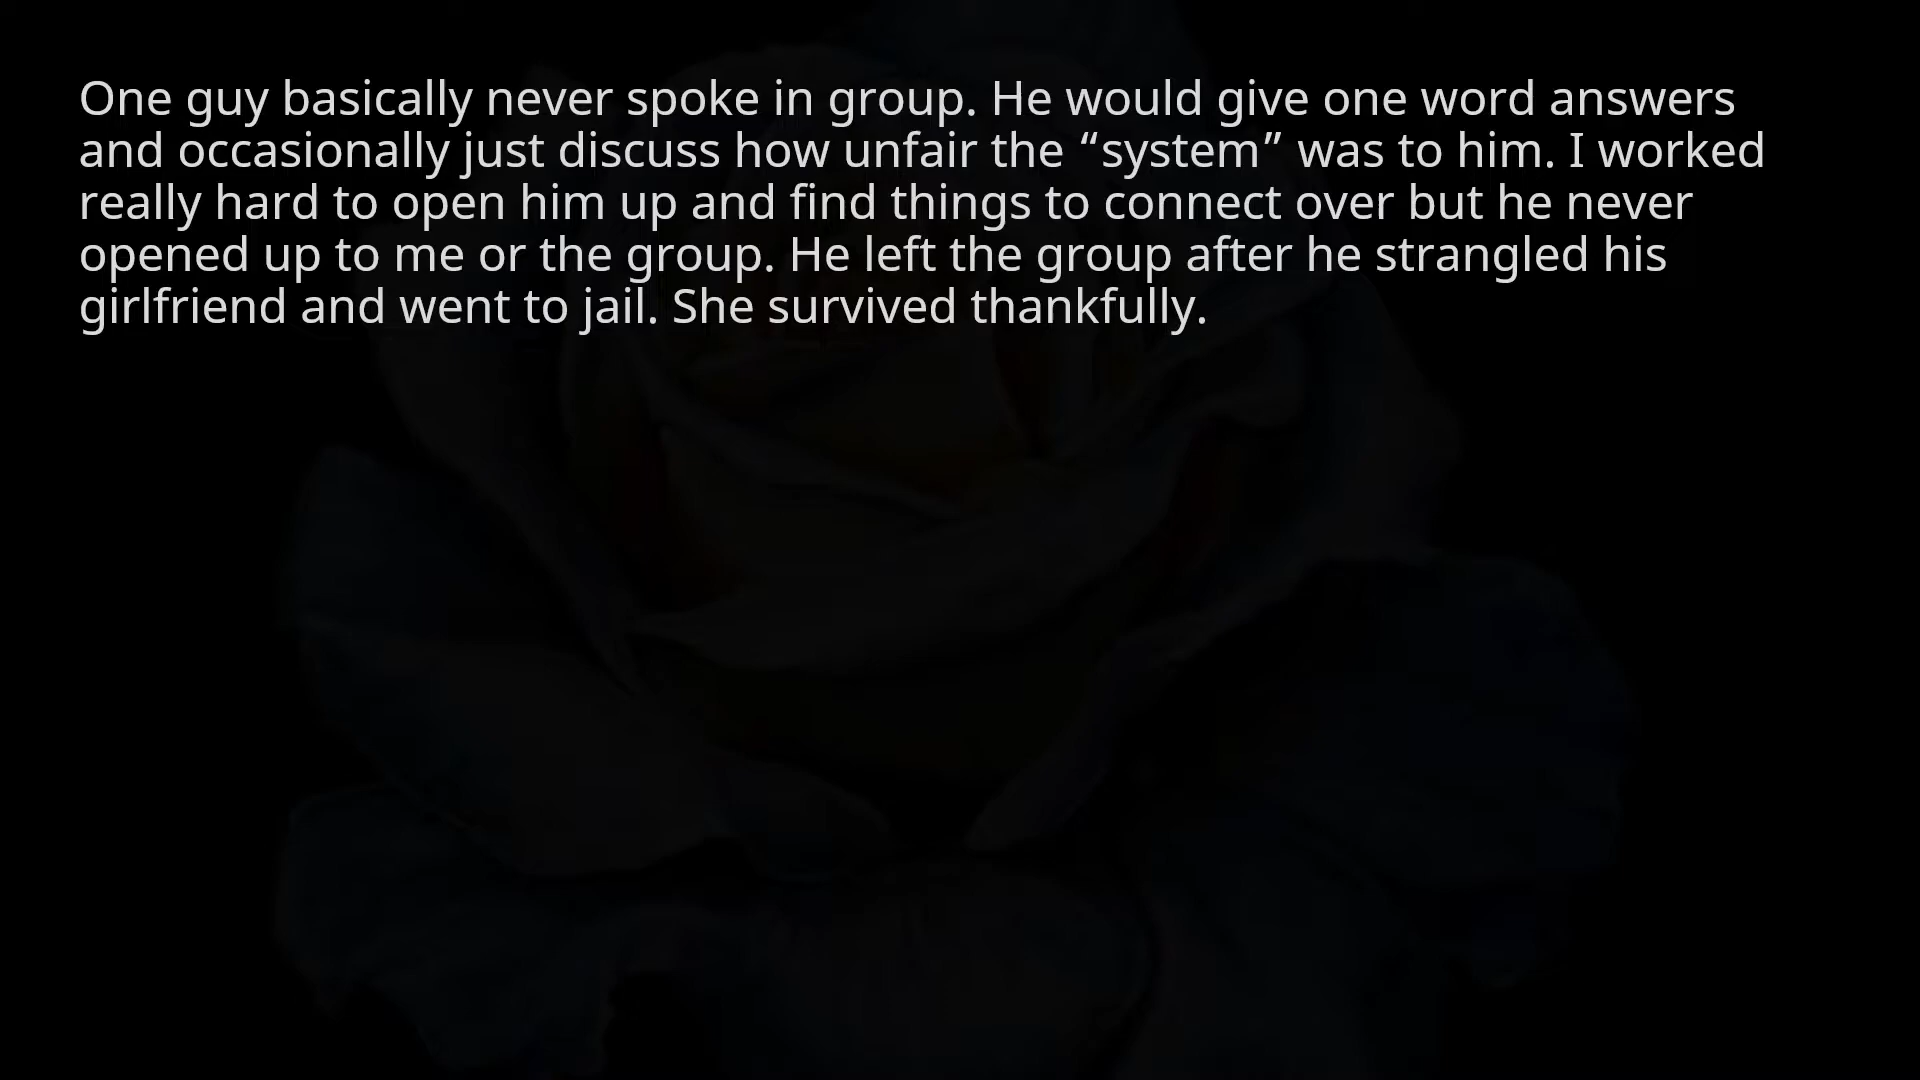 One guy basically never spoke in group. He would give one word answers
and occasionally just discuss how unfair the “system” was to him. I worked
really hard to open him up and find things to connect over but he never
opened up to me or the group. He left the group after he strangled his
girlfriend and went to jail. She survived thankfully.